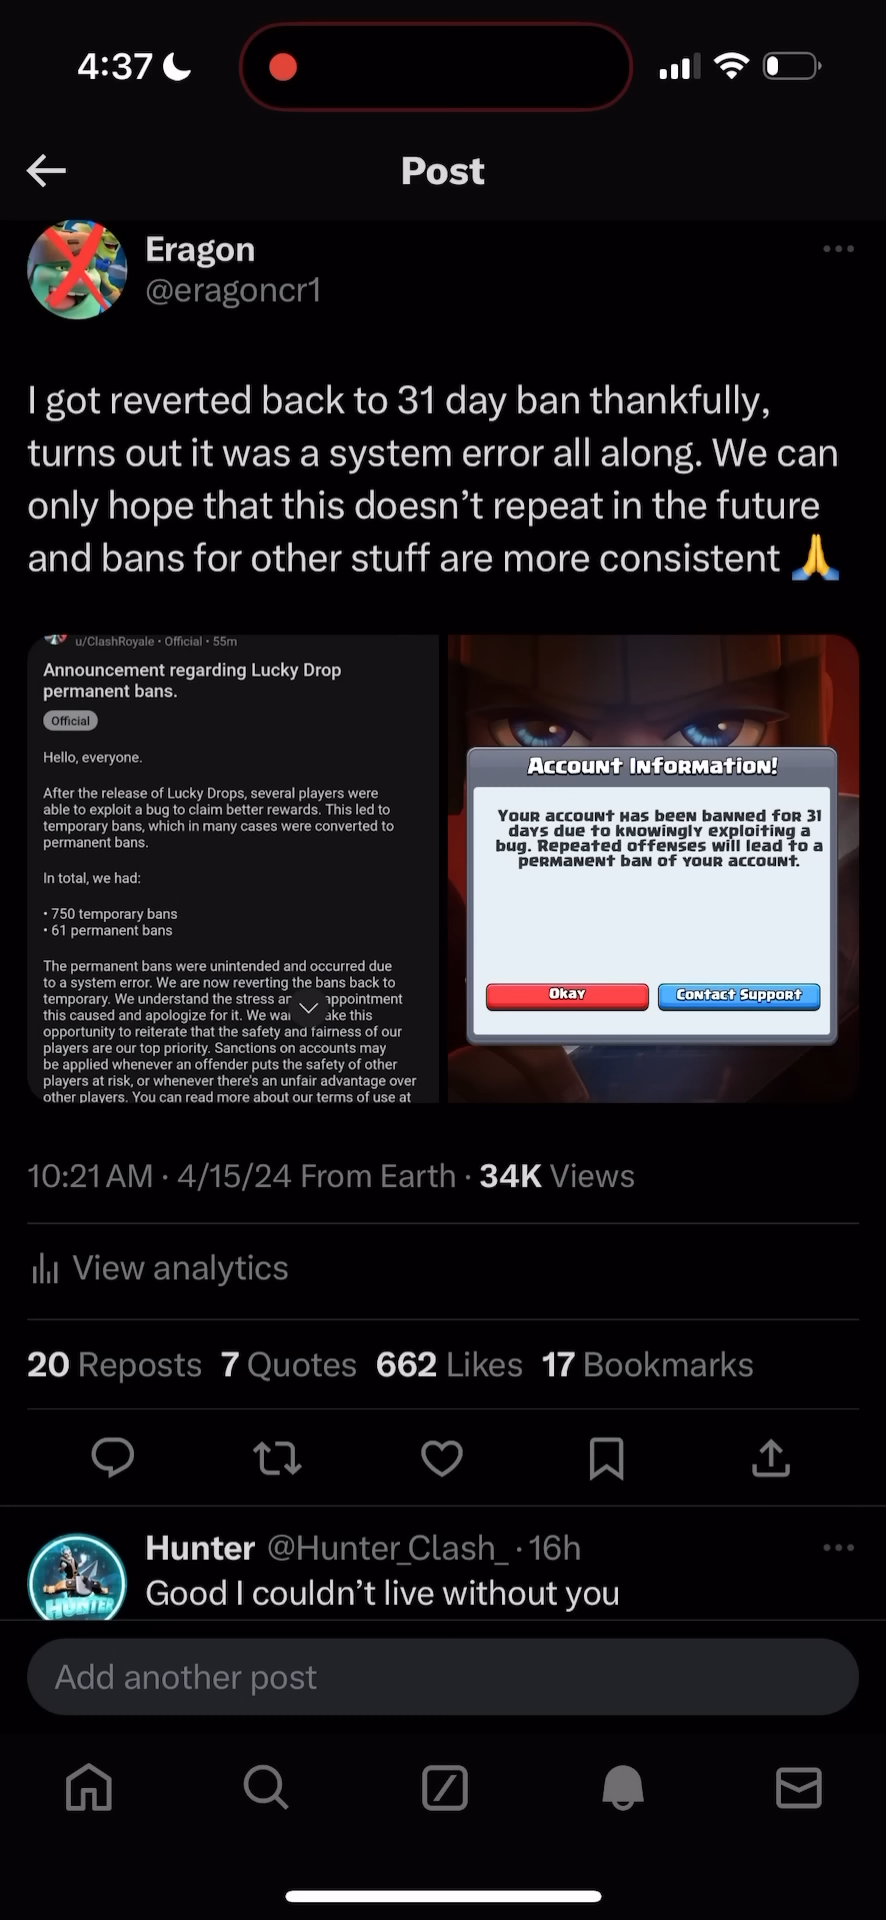 4:37
Post
Eragon
@eragoncr1
I got reverted back to 31 day ban thankfully,
turns out it was a system error all along. We can
only hope that this doesn’t repeat in the future
and bans for other stuff are more consistent 🙏
u/ClashRoyale • Official • 55m
Announcement regarding Lucky Drop
permanent bans.
Official
Hello, everyone.
After the release of Lucky Drops, several players were
able to exploit a bug to claim better rewards. This led to
temporary bans, which in many cases were converted to
permanent bans.
In total, we had:
• 750 temporary bans
• 61 permanent bans
The permanent bans were unintended and occurred due
to a system error. We are now reverting the bans back to
temporary. We understand the stress
this caused and apologize for it. We
opportunity to reiterate that the safety and fairness of our
players are our top priority. Sanctions on accounts may
be applied whenever an offender puts the safety of other
players at risk, or whenever there's an unfair advantage over
other players. You can read more about our terms of use at
Account Information!
Your account has been banned for 31
days due to knowingly exploiting a
bug. Repeated offenses will lead to a
permanent ban of your account.
Okay
Contact Support
10:21 AM · 4/15/24 From Earth · 34K Views
View analytics
20 Reposts 7 Quotes 662 Likes 17 Bookmarks
Hunter @Hunter_Clash_ · 16h
Good I couldn’t live without you
HUNTER
Add another post